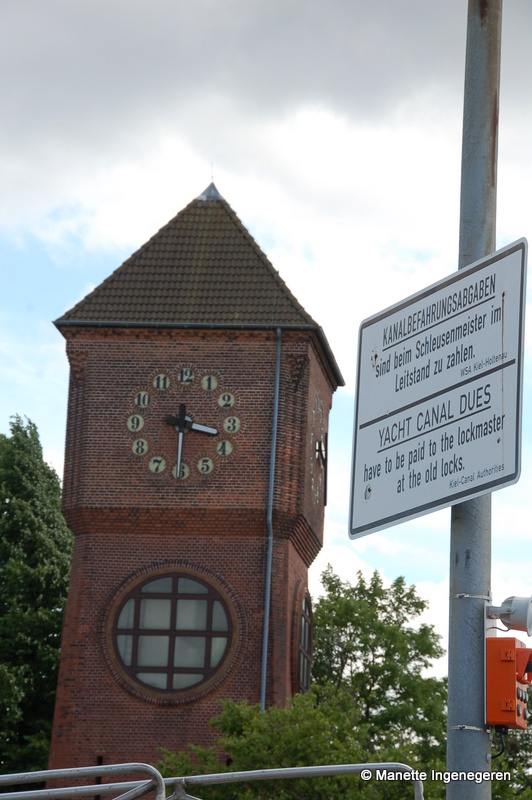 12
11 1
10 2
9 3
8 4
7 6 5
KANALBEFAHRUNGSABGABEN
sind beim Schleusenmeister im
Leitstand zu zahlen.
WSA Kiel-Holtenau
YACHT CANAL DUES
have to be paid to the lockmaster
at the old locks.
Kiel-Canal Authorities
© Manette Ingenegeren